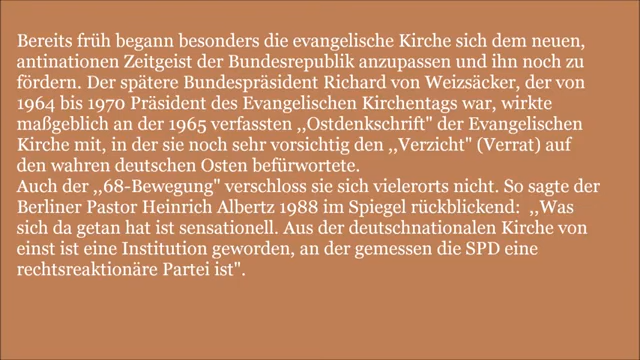 Bereits früh begann besonders die evangelische Kirche sich dem neuen,
antinationen Zeitgeist der Bundesrepublik anzupassen und ihn noch zu
fördern. Der spätere Bundespräsident Richard von Weizsäcker, der von
1964 bis 1970 Präsident des Evangelischen Kirchentags war, wirkte
maßgeblich an der 1965 verfassten ,,Ostdenkschrift" der Evangelischen
Kirche mit, in der sie noch sehr vorsichtig den ,,Verzicht" (Verrat) auf
den wahren deutschen Osten befürwortete.
Auch der ,,68-Bewegung" verschloss sie sich vielerorts nicht. So sagte der
Berliner Pastor Heinrich Albertz 1988 im Spiegel rückblickend:  ,,Was
sich da getan hat ist sensationell. Aus der deutschnationalen Kirche von
einst ist eine Institution geworden, an der gemessen die SPD eine
rechtsreaktionäre Partei ist".